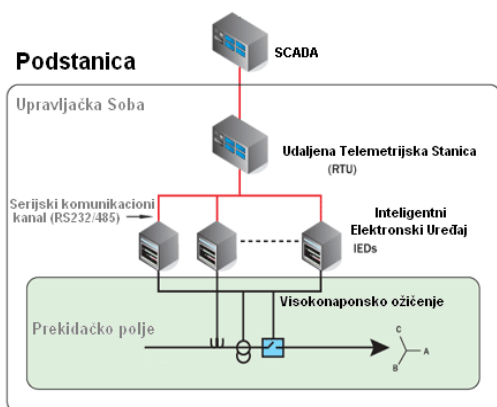 SCADA
Podstanica
Upravljačka Soba
Udaljena Telemetrijska Stanica
(RTU)
Serijski komunikacioni
kanal (RS232/485)
Inteligentni
Elektronski Uređaj
IEDs
Visokonaponsko ožičenje
Prekidačko polje
C
A
B